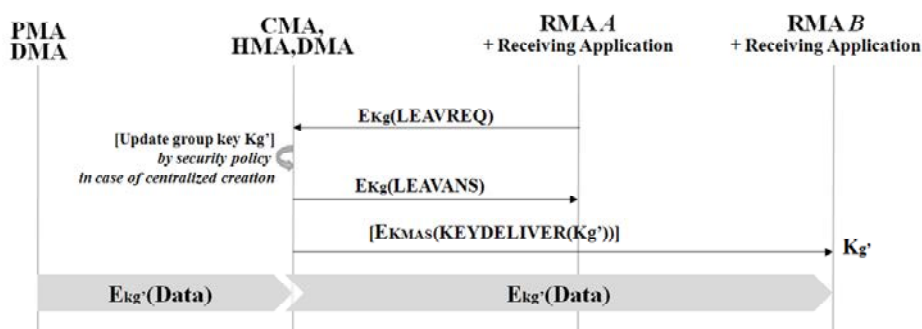 PMA
DMA
CMA,
HMA,DMA
RMA A
+ Receiving Application
RMA B
+ Receiving Application
EKg(LEAVREQ)
[Update group key Kg’]
by security policy
in case of centralized creation
EKg(LEAVANS)
[EKMAS(KEYDELIVER(Kg’))]
Kg’
Ekg’(Data)
Ekg’(Data)